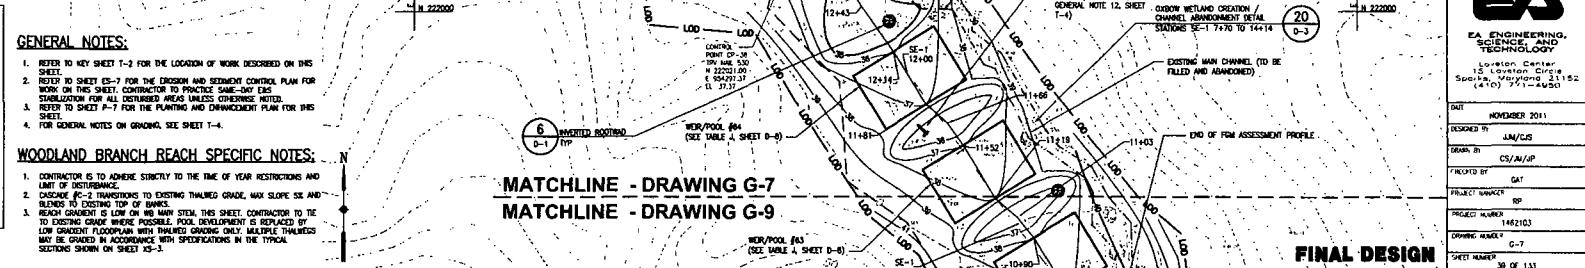 GENERAL NOTES:
1. REFER TO KEY SHEET T-2 FOR THE LOCATION OF WORK DESCRIBED ON THIS
SHEET.
2. REFER TO SHEET ES-7 FOR THE EROSION AND SEDIMENT CONTROL PLAN FOR
WORK ON THIS SHEET. CONTRACTOR TO PRACTICE SAME-DAY E&S
STABILIZATION FOR ALL DISTURBED AREAS UNLESS OTHERWISE NOTED.
3. REFER TO SHEET P-7 FOR THE PLANTING AND ENHANCEMENT PLAN FOR THIS
SHEET.
4. FOR GENERAL NOTES ON GRADING, SEE SHEET T-4.
WOODLAND BRANCH REACH SPECIFIC NOTES:
1. CONTRACTOR IS TO ADHERE STRICTLY TO THE TIME OF YEAR RESTRICTIONS AND
LIMIT OF DISTURBANCE.
2. CASCADE #C-2 TRANSITIONS TO EXISTING THALWEG GRADE, MAX SLOPE 5% AND
BLENDS TO EXISTING TOP OF BANKS.
3. REACH GRADIENT IS LOW ON WB MAIN STEM, THIS SHEET. CONTRACTOR TO TIE
TO EXISTING GRADE WHERE POSSIBLE. POOL DEVELOPMENT IS REPLACED BY
LOW GRADIENT FLOODPLAIN WITH THALWEG GRADING ONLY. MULTIPLE THALWEGS
MAY BE GRADED IN ACCORDANCE WITH SPECIFICATIONS IN THE TYPICAL
SECTIONS SHOWN ON SHEET XS-3.
N
N 222000
6
D-1
INVERTED ROOTWAD
TYP
LOD
LOD
LOD
CONTROL
POINT CP-38
TRV NAIL 530
N 222021.00
E 954297.37
EL 37.37
WEIR/POOL #64
(SEE TABLE J, SHEET D-8)
12+43
SE-1
12+00
12+34
11+81
11+66
11+52
11+19
11+03
MATCHLINE - DRAWING G-7
MATCHLINE - DRAWING G-9
WEIR/POOL #63
(SEE TABLE J, SHEET D-8)
SE-1
10+90
GENERAL NOTE 12, SHEET
T-4)
OXBOW WETLAND CREATION /
CHANNEL ABANDONMENT DETAIL
STATIONS SE-1 7+70 TO 14+14
20
D-3
N 222000
EXISTING MAIN CHANNEL (TO BE
FILLED AND ABANDONED)
END OF FGM ASSESSMENT PROFILE
FINAL DESIGN
EA ENGINEERING,
SCIENCE, AND
TECHNOLOGY
Loveton Center
15 Loveton Circle
Sparks, Maryland 21152
(410) 771-4950
DATE
NOVEMBER 2011
DESIGNED BY
JJM/CJS
DRAWN BY
CS/JM/JP
CHECKED BY
GAT
PROJECT MANAGER
RP
PROJECT NUMBER
1462103
DRAWING NUMBER
G-7
SHEET NUMBER
39 OF 133